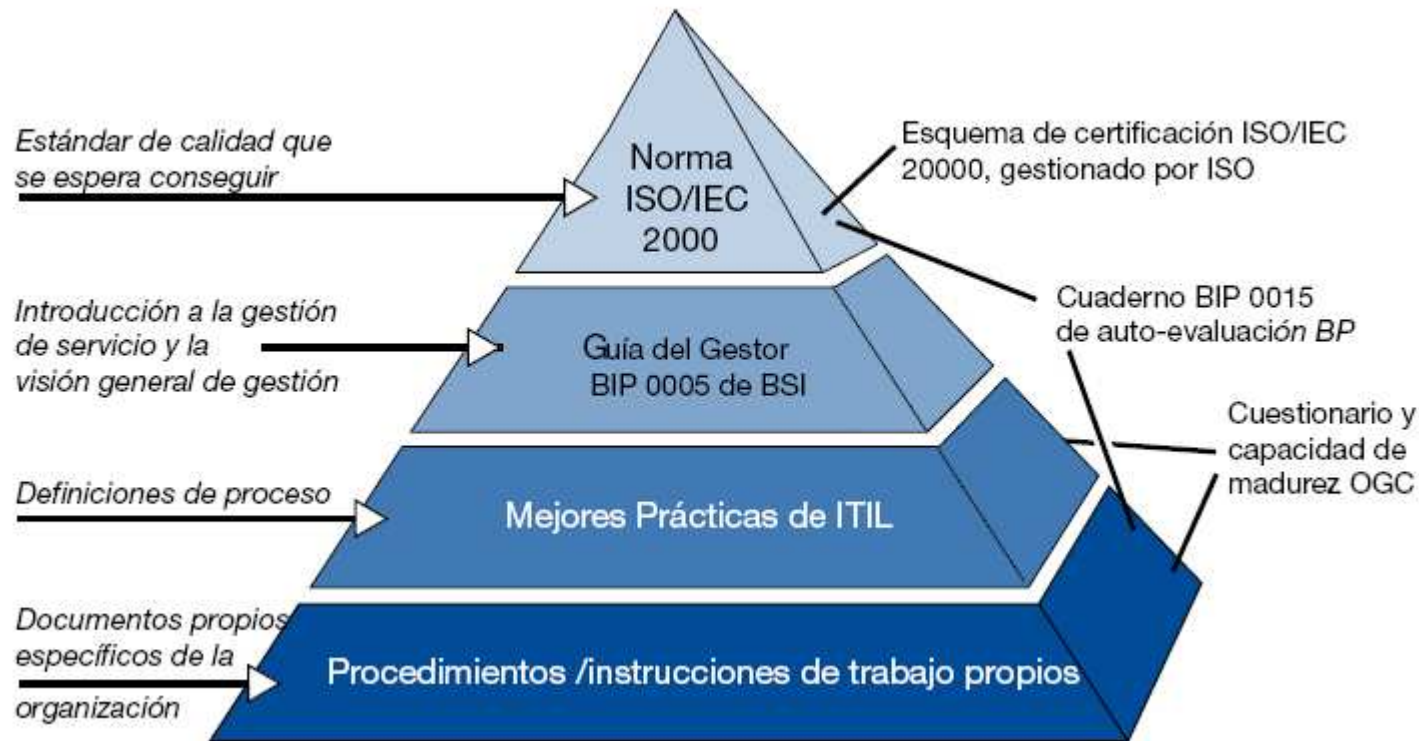 Estándar de calidad que
se espera conseguir
Norma
ISO/IEC
2000
Esquema de certificación ISO/IEC
20000, gestionado por ISO
Introducción a la gestión
de servicio y la
visión general de gestión
Guía del Gestor
BIP 0005 de BSI
Cuaderno BIP 0015
de auto-evaluación BP
Definiciones de proceso
Mejores Prácticas de ITIL
Cuestionario y
capacidad de
madurez OGC
Documentos propios
específicos de la
organización
Procedimientos /instrucciones de trabajo propios